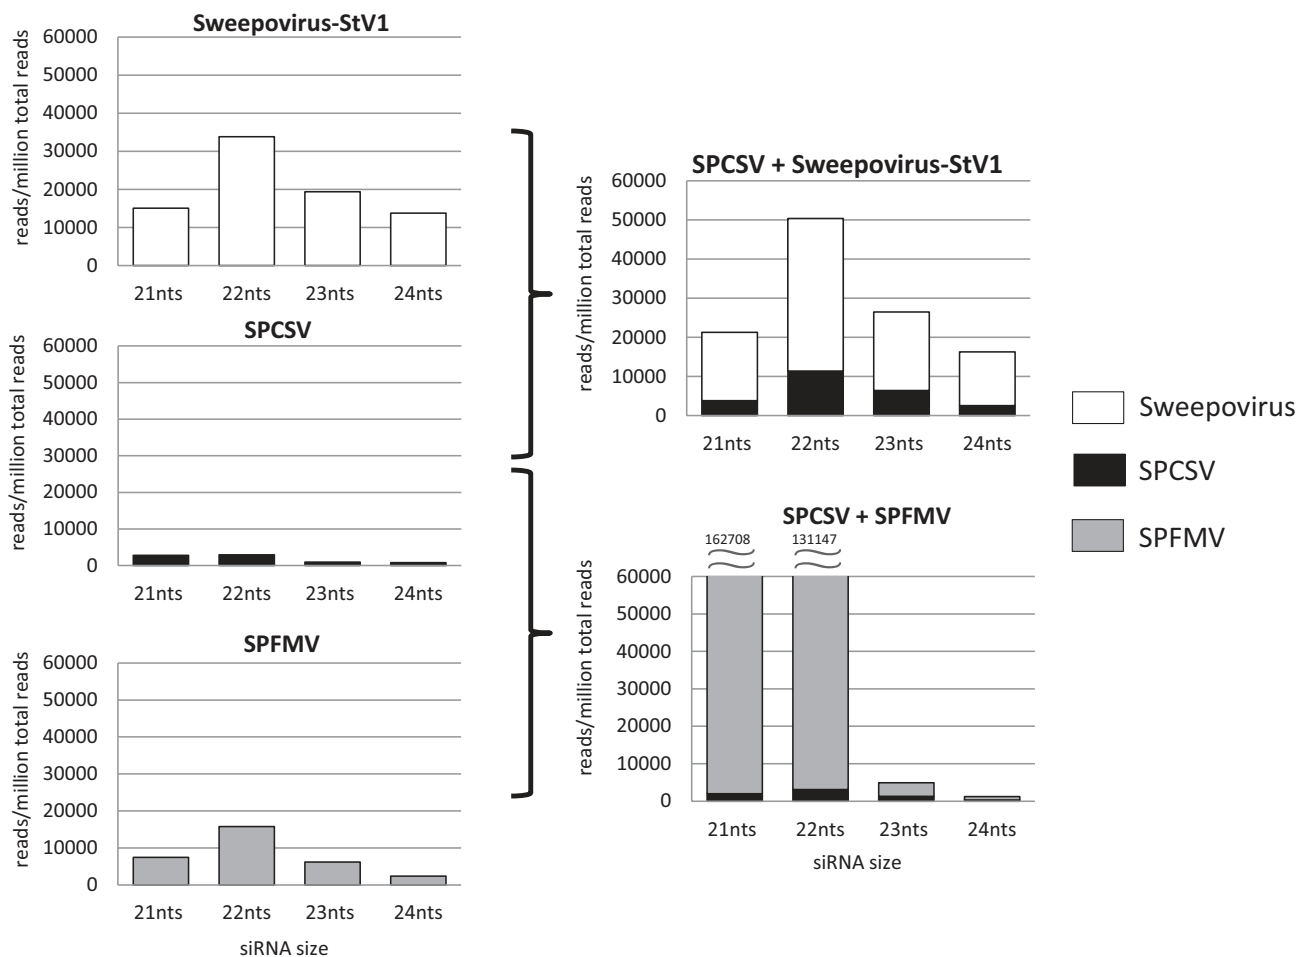 Sweepovirus-StV1
reads/million total reads
60000
50000
40000
30000
20000
10000
0
21nts 22nts 23nts 24nts
SPCSV
reads/million total reads
60000
50000
40000
30000
20000
10000
0
21nts 22nts 23nts 24nts
SPFMV
reads/million total reads
60000
50000
40000
30000
20000
10000
0
21nts 22nts 23nts 24nts
siRNA size
SPCSV + Sweepovirus-StV1
reads/million total reads
60000
50000
40000
30000
20000
10000
0
21nts 22nts 23nts 24nts
SPCSV + SPFMV
162708 131147
reads/million total reads
60000
50000
40000
30000
20000
10000
0
21nts 22nts 23nts 24nts
siRNA size
Sweepovirus
SPCSV
SPFMV